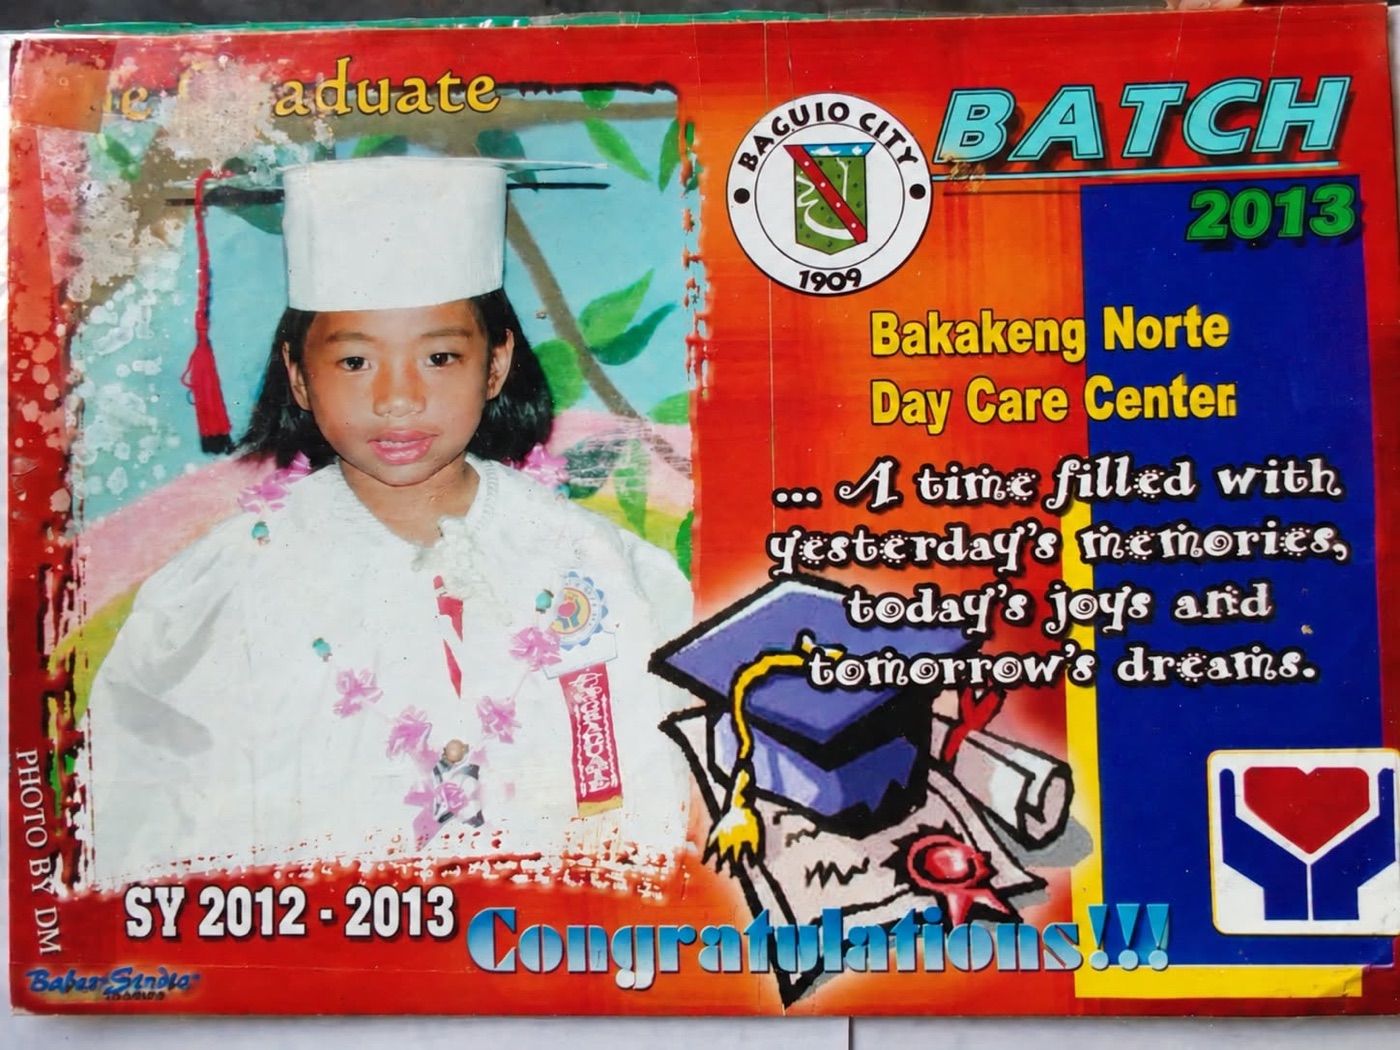 aduate
BAGUIO CITY
1909
BATCH
2013
Bakakeng Norte
Day Care Center
... A time filled with
yesterday's memories,
today's joys and
tomorrow's dreams.
GRADUATE
SY 2012 - 2013
Congratulations!!!
PHOTO BY DM